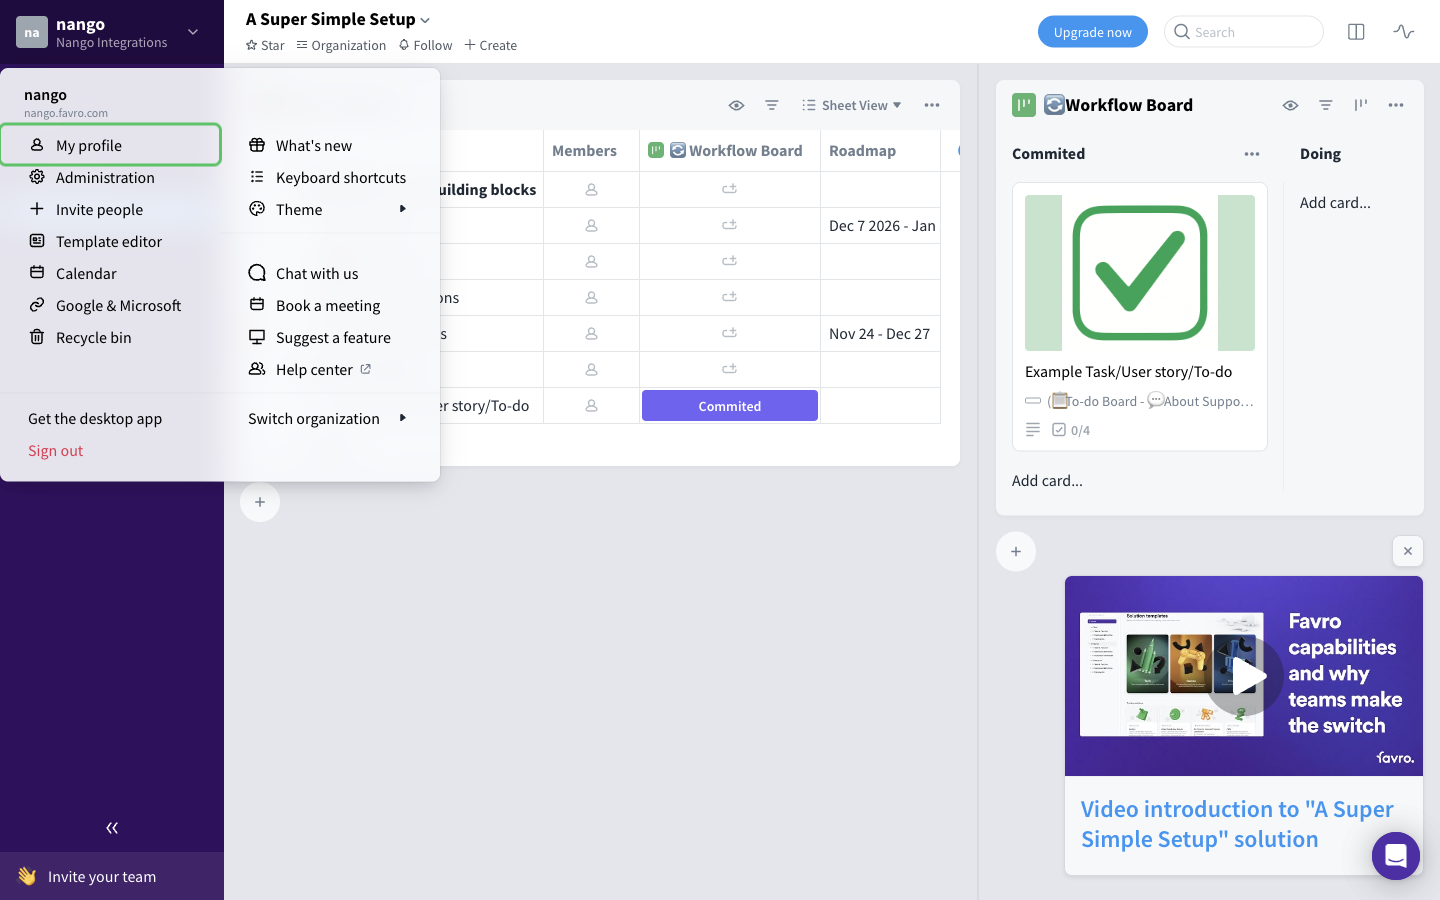 na
nango
Nango Integrations
A Super Simple Setup
Star
Organization
Follow
Create
Upgrade now
Search
nango
nango.favro.com
My profile
Administration
Invite people
Template editor
Calendar
Google & Microsoft
Recycle bin
Get the desktop app
Sign out
What's new
Keyboard shortcuts
Theme
Chat with us
Book a meeting
Suggest a feature
Help center
Switch organization
Sheet View
Members
Workflow Board
Roadmap
uilding blocks
Dec 7 2026 - Jan
ons
s
Nov 24 - Dec 27
er story/To-do
Commited
Workflow Board
Commited
Doing
Add card...
Example Task/User story/To-do
(To-do Board - About Suppo...
0/4
Add card...
Solution templates
Favro
capabilities
and why
teams make
the switch
favro.
Video introduction to "A Super
Simple Setup" solution
Invite your team